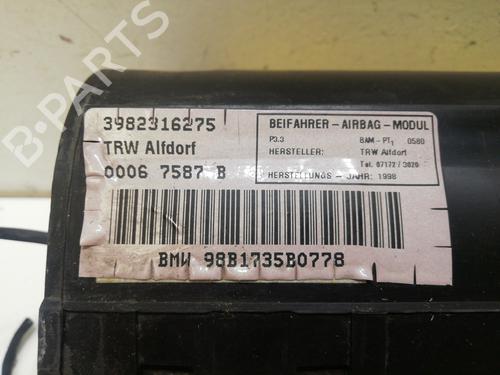 3982316275
TRW Alfdorf
0006 7587 B
BEIFAHRER-AIRBAG-MODUL
P3.3 BAM-PT1 0580
HERSTELLER: TRW Alfdorf
Tel. 07172/3020
HERSTELLUNGS-JAHR: 1998
BMW 98B1735B0778
B-PARTS